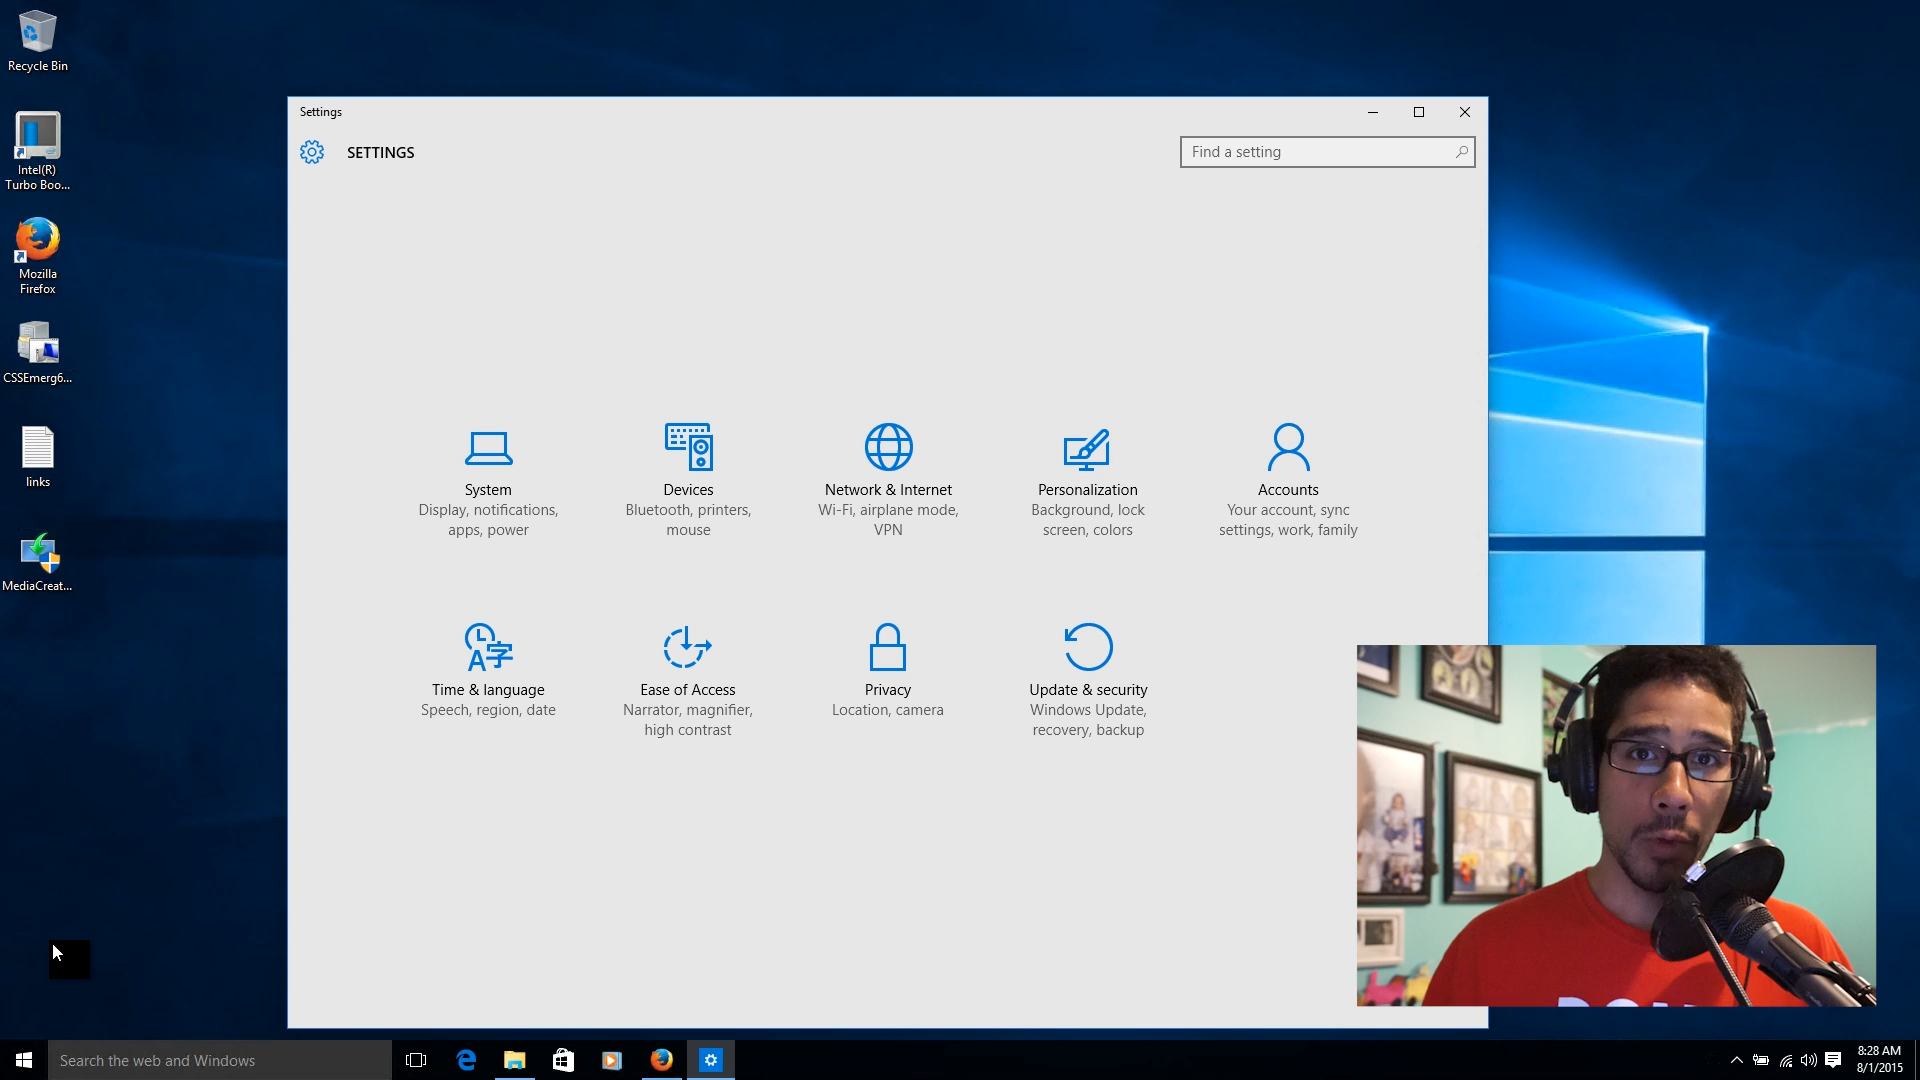 Recycle Bin
Intel(R)
Turbo Boo...
Mozilla
Firefox
CSSEmerg6...
links
MediaCreat...
Settings
SETTINGS
Find a setting
System
Display, notifications,
apps, power
Devices
Bluetooth, printers,
mouse
Network & Internet
Wi-Fi, airplane mode,
VPN
Personalization
Background, lock
screen, colors
Accounts
Your account, sync
settings, work, family
Time & language
Speech, region, date
Ease of Access
Narrator, magnifier,
high contrast
Privacy
Location, camera
Update & security
Windows Update,
recovery, backup
Search the web and Windows
8:28 AM
8/1/2015